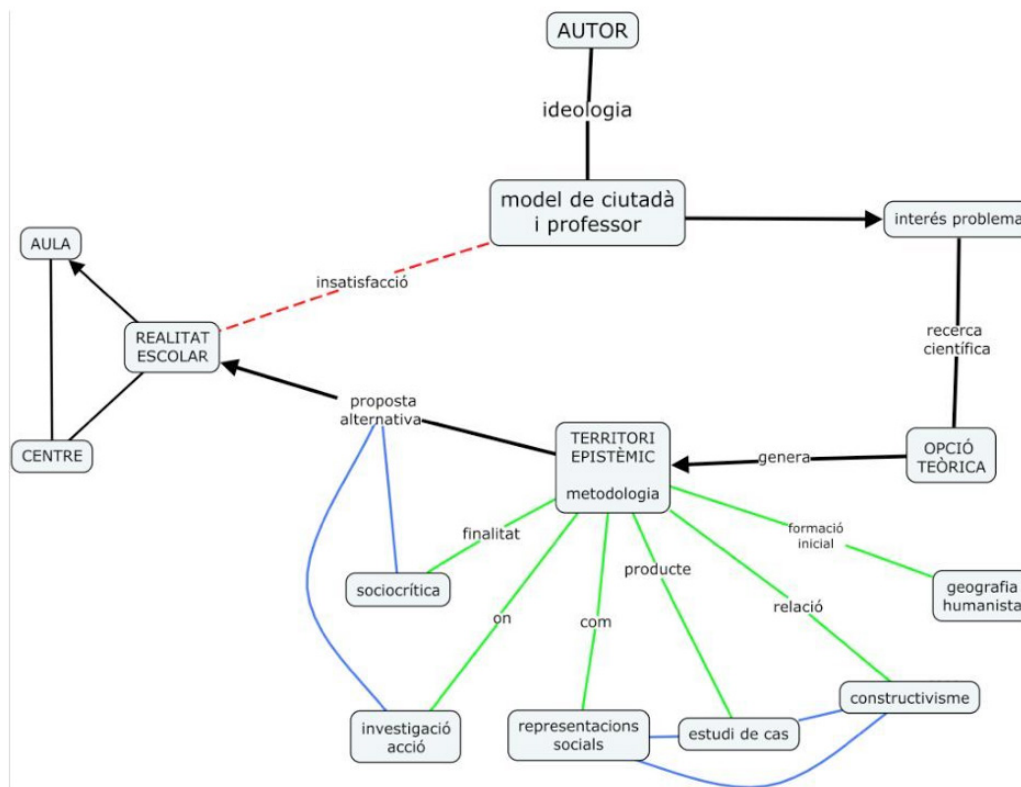 AUTOR
ideologia
model de ciutadà
i professor
interés problema
AULA
insatisfacció
REALITAT
ESCOLAR
recerca
científica
proposta
alternativa
CENTRE
TERRITORI
EPISTÈMIC
metodologia
genera
OPCIÓ
TEÒRICA
finalitat
formació
inicial
producte
sociocrítica
geografia
humanista
relació
on
com
constructivisme
investigació
acció
representacions
socials
estudi de cas